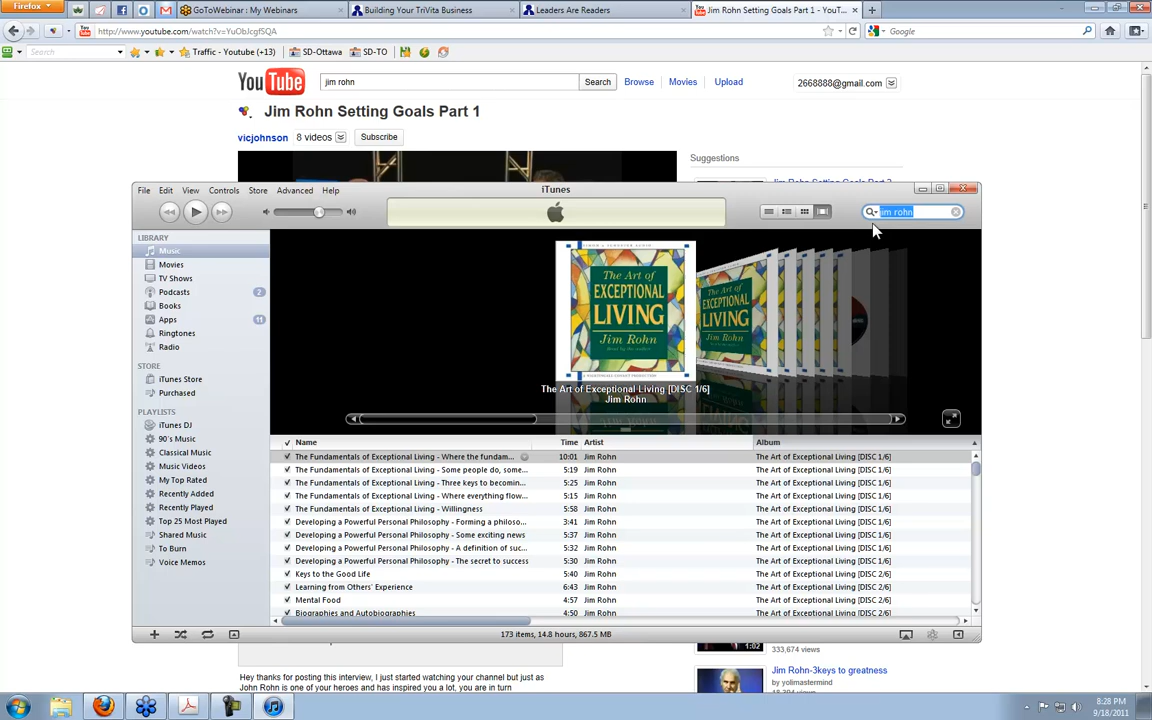 Firefox
GoToWebinar : My Webinars
Building Your TriVita Business
Leaders Are Readers
Jim Rohn Setting Goals Part 1 - YouT...
http://www.youtube.com/watch?v=YuObJcgfSQA
Google
Search
Traffic - Youtube (+13)
SD-Ottawa
SD-TO
YouTube
jim rohn
Search
Browse
Movies
Upload
2668888@gmail.com
Jim Rohn Setting Goals Part 1
vicjohnson
8 videos
Subscribe
Suggestions
iTunes
File Edit View Controls Store Advanced Help
jim rohn
LIBRARY
Music
Movies
TV Shows
Podcasts 2
Books
Apps 11
Ringtones
Radio
STORE
iTunes Store
Purchased
PLAYLISTS
iTunes DJ
90's Music
Classical Music
Music Videos
My Top Rated
Recently Added
Recently Played
Top 25 Most Played
Shared Music
To Burn
Voice Memos
The Art of
EXCEPTIONAL
LIVING
Jim Rohn
The Art of
EXCEPTIONAL
LIVING
Jim Rohn
The Art of Exceptional Living [DISC 1/6]
Jim Rohn
Name Time Artist Album
The Fundamentals of Exceptional Living - Where the fundam... 10:01 Jim Rohn The Art of Exceptional Living [DISC 1/6]
The Fundamentals of Exceptional Living - Some people do, some... 5:19 Jim Rohn The Art of Exceptional Living [DISC 1/6]
The Fundamentals of Exceptional Living - Three keys to becomin... 5:25 Jim Rohn The Art of Exceptional Living [DISC 1/6]
The Fundamentals of Exceptional Living - Where everything flow... 5:15 Jim Rohn The Art of Exceptional Living [DISC 1/6]
The Fundamentals of Exceptional Living - Willingness 5:58 Jim Rohn The Art of Exceptional Living [DISC 1/6]
Developing a Powerful Personal Philosophy - Forming a philoso... 3:41 Jim Rohn The Art of Exceptional Living [DISC 1/6]
Developing a Powerful Personal Philosophy - Some exciting news 5:37 Jim Rohn The Art of Exceptional Living [DISC 1/6]
Developing a Powerful Personal Philosophy - A definition of suc... 5:32 Jim Rohn The Art of Exceptional Living [DISC 1/6]
Developing a Powerful Personal Philosophy - The secret to success 5:30 Jim Rohn The Art of Exceptional Living [DISC 1/6]
Keys to the Good Life 5:40 Jim Rohn The Art of Exceptional Living [DISC 2/6]
Learning from Others' Experience 6:43 Jim Rohn The Art of Exceptional Living [DISC 2/6]
Mental Food 4:57 Jim Rohn The Art of Exceptional Living [DISC 2/6]
Biographies and Autobiographies 4:50 Jim Rohn The Art of Exceptional Living [DISC 2/6]
173 items, 14.8 hours, 867.5 MB
1:02
333,674 views
Jim Rohn-3keys to greatness
by yolimastermind
Hey thanks for posting this interview, I just started watching your channel but just as
John Rohn is one of your heroes and has inspired you a lot, you are in turn
8:28 PM
9/18/2011